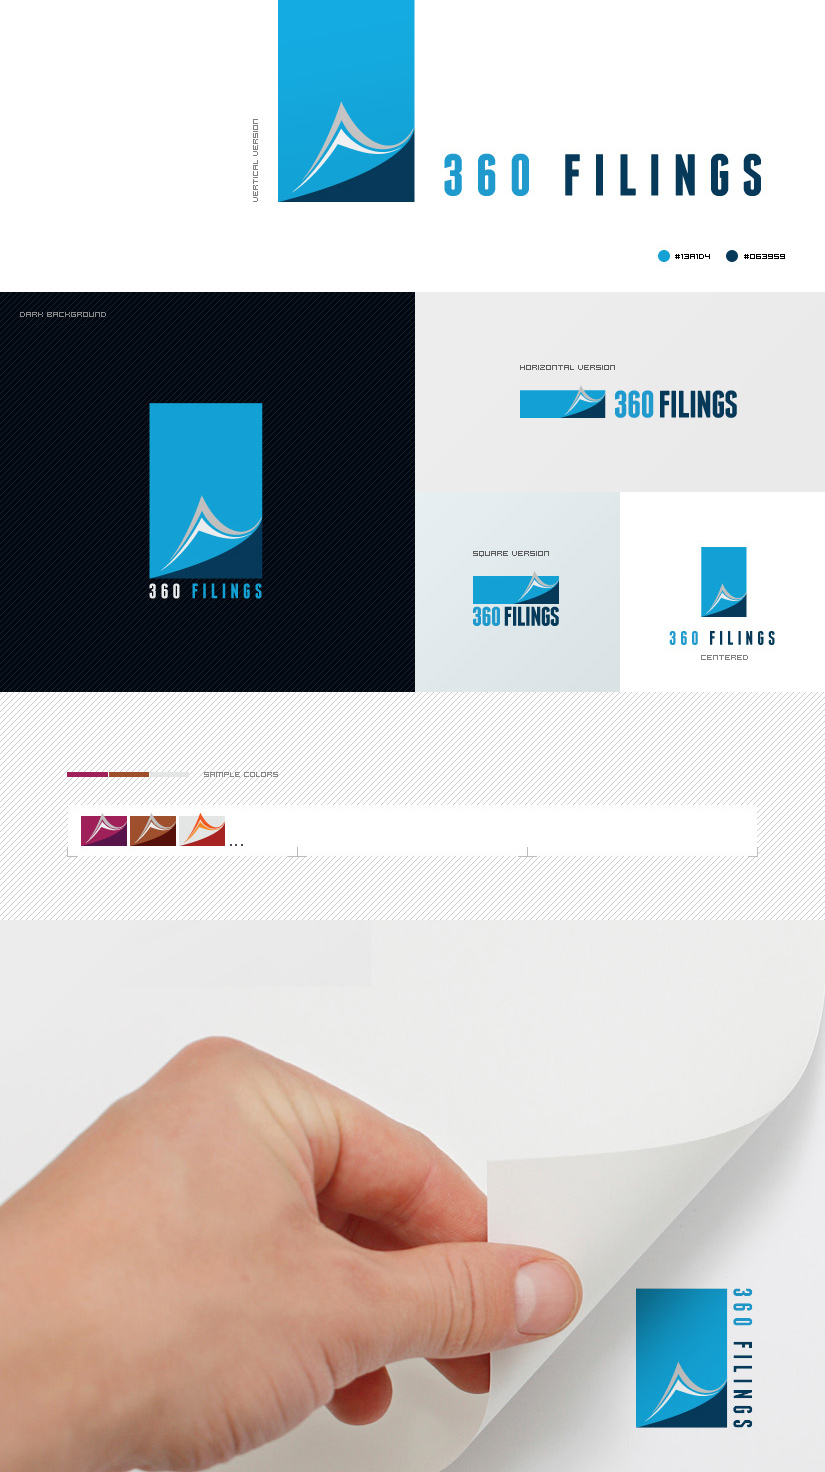 VERTICAL VERSION
360 FILINGS
#13A1D4
#063959
DARK BACKGROUND
360 FILINGS
HORIZONTAL VERSION
360 FILINGS
SQUARE VERSION
360 FILINGS
360 FILINGS
CENTERED
SAMPLE COLORS
...
360 FILINGS